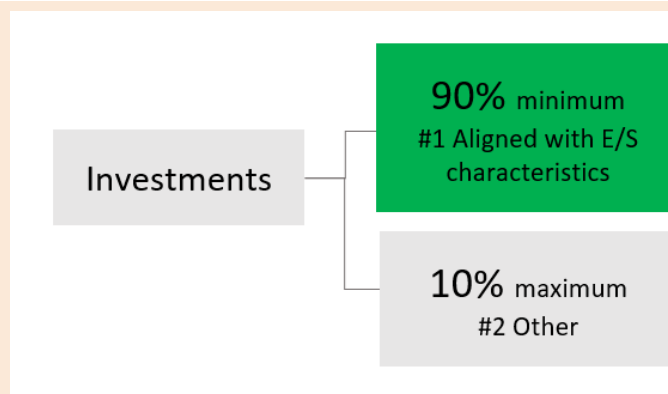 Investments
90% minimum
#1 Aligned with E/S
characteristics
10% maximum
#2 Other